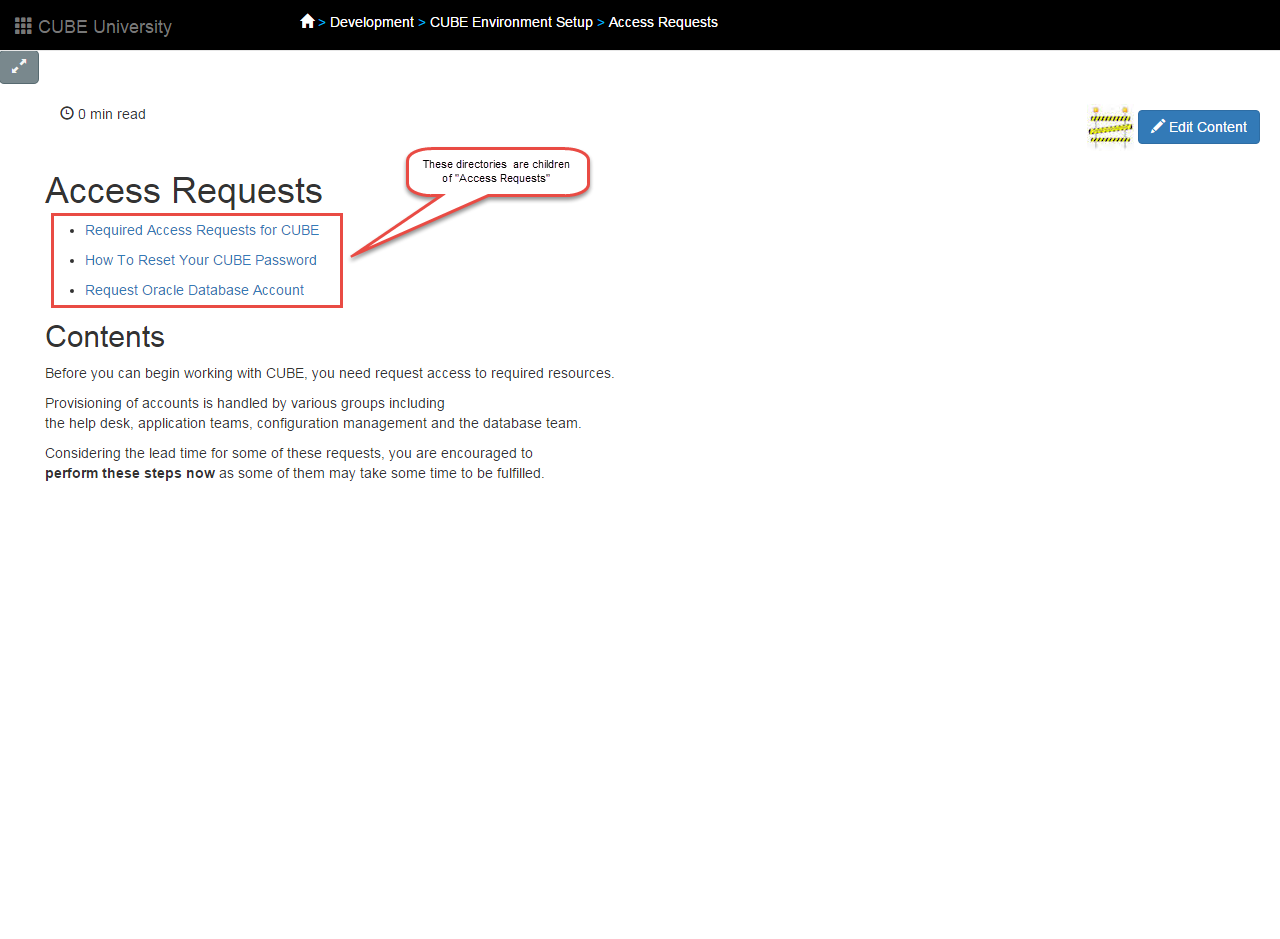 CUBE University
> Development > CUBE Environment Setup > Access Requests
0 min read
Edit Content
These directories  are children
of "Access Requests"
Access Requests
Required Access Requests for CUBE
How To Reset Your CUBE Password
Request Oracle Database Account
Contents
Before you can begin working with CUBE, you need request access to required resources.
Provisioning of accounts is handled by various groups including
the help desk, application teams, configuration management and the database team.
Considering the lead time for some of these requests, you are encouraged to
perform these steps now as some of them may take some time to be fulfilled.